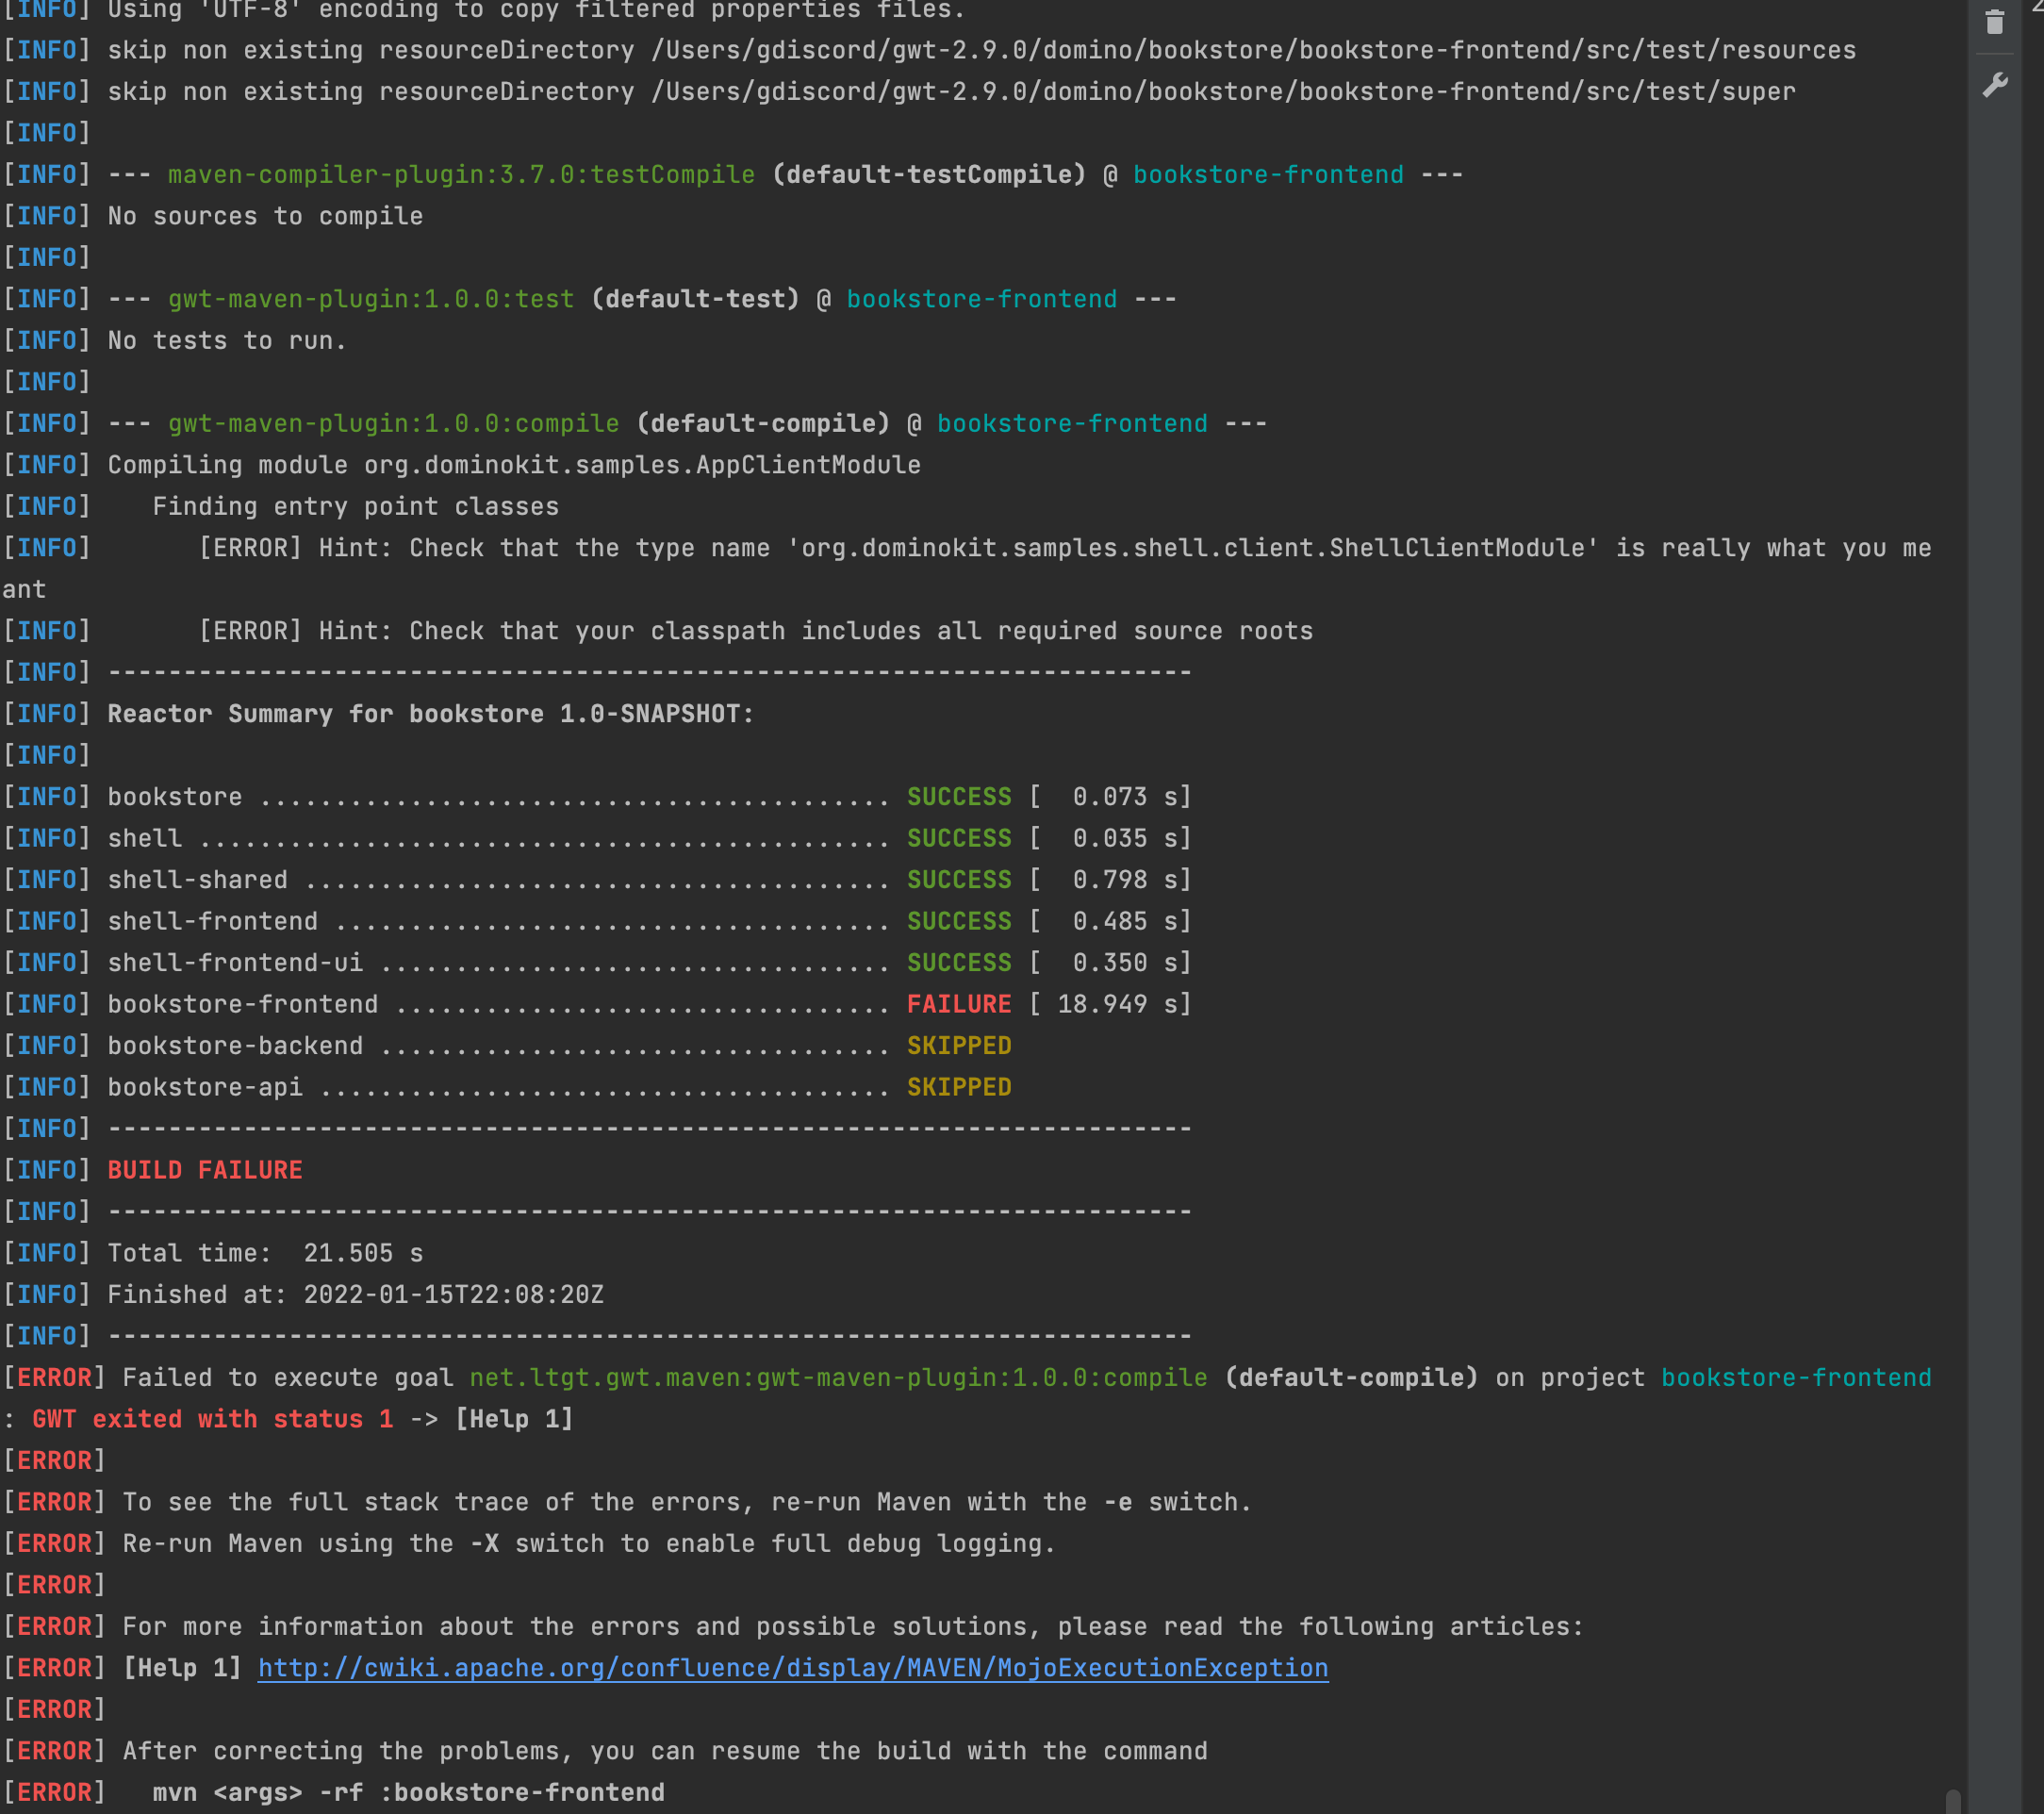 [INFO] Using 'UTF-8' encoding to copy filtered properties files.
[INFO] skip non existing resourceDirectory /Users/gdiscord/gwt-2.9.0/domino/bookstore/bookstore-frontend/src/test/resources
[INFO] skip non existing resourceDirectory /Users/gdiscord/gwt-2.9.0/domino/bookstore/bookstore-frontend/src/test/super
[INFO]
[INFO] --- maven-compiler-plugin:3.7.0:testCompile (default-testCompile) @ bookstore-frontend ---
[INFO] No sources to compile
[INFO]
[INFO] --- gwt-maven-plugin:1.0.0:test (default-test) @ bookstore-frontend ---
[INFO] No tests to run.
[INFO]
[INFO] --- gwt-maven-plugin:1.0.0:compile (default-compile) @ bookstore-frontend ---
[INFO] Compiling module org.dominokit.samples.AppClientModule
[INFO]    Finding entry point classes
[INFO]       [ERROR] Hint: Check that the type name 'org.dominokit.samples.shell.client.ShellClientModule' is really what you me
ant
[INFO]       [ERROR] Hint: Check that your classpath includes all required source roots
[INFO] ------------------------------------------------------------------------
[INFO] Reactor Summary for bookstore 1.0-SNAPSHOT:
[INFO]
[INFO] bookstore .......................................... SUCCESS [  0.073 s]
[INFO] shell .............................................. SUCCESS [  0.035 s]
[INFO] shell-shared ....................................... SUCCESS [  0.798 s]
[INFO] shell-frontend ..................................... SUCCESS [  0.485 s]
[INFO] shell-frontend-ui .................................. SUCCESS [  0.350 s]
[INFO] bookstore-frontend ................................. FAILURE [ 18.949 s]
[INFO] bookstore-backend .................................. SKIPPED
[INFO] bookstore-api ...................................... SKIPPED
[INFO] ------------------------------------------------------------------------
[INFO] BUILD FAILURE
[INFO] ------------------------------------------------------------------------
[INFO] Total time:  21.505 s
[INFO] Finished at: 2022-01-15T22:08:20Z
[INFO] ------------------------------------------------------------------------
[ERROR] Failed to execute goal net.ltgt.gwt.maven:gwt-maven-plugin:1.0.0:compile (default-compile) on project bookstore-frontend
: GWT exited with status 1 -> [Help 1]
[ERROR]
[ERROR] To see the full stack trace of the errors, re-run Maven with the -e switch.
[ERROR] Re-run Maven using the -X switch to enable full debug logging.
[ERROR]
[ERROR] For more information about the errors and possible solutions, please read the following articles:
[ERROR] [Help 1] http://cwiki.apache.org/confluence/display/MAVEN/MojoExecutionException
[ERROR]
[ERROR] After correcting the problems, you can resume the build with the command
[ERROR]   mvn <args> -rf :bookstore-frontend